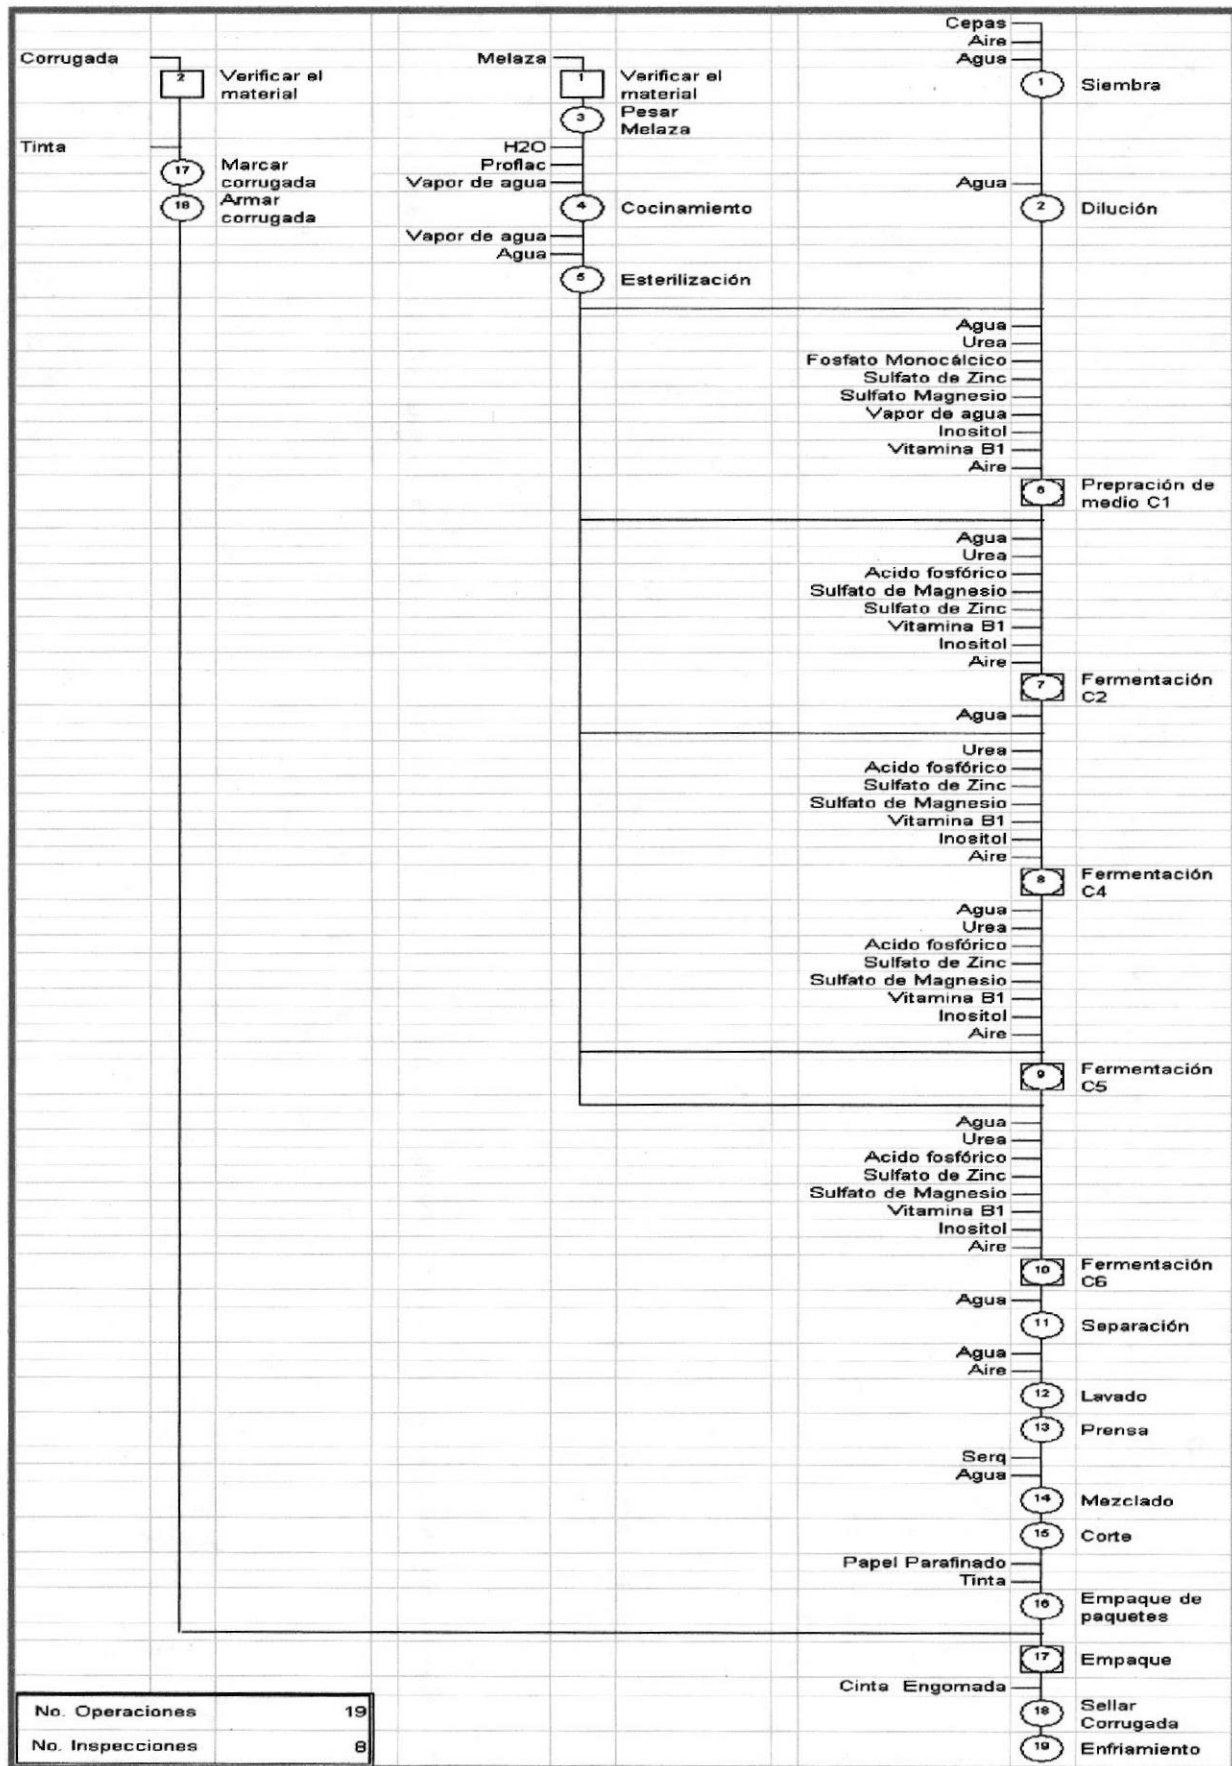 Cepas
Aire
Corrugada
Melaza
Agua
2
Verificar el
material
1
Verificar el
material
1
Siembra
3
Pesar
Melaza
Tinta
H2O
Proflac
17
Marcar
corrugada
Vapor de agua
Agua
18
Armar
corrugada
4
Cocinamiento
2
Dilución
Vapor de agua
Agua
5
Esterilización
Agua
Urea
Fosfato Monocálcico
Sulfato de Zinc
Sulfato Magnesio
Vapor de agua
Inositol
Vitamina B1
Aire
6
Prepración de
medio C1
Agua
Urea
Acido fosfórico
Sulfato de Magnesio
Sulfato de Zinc
Vitamina B1
Inositol
Aire
7
Fermentación
C2
Agua
Urea
Acido fosfórico
Sulfato de Zinc
Sulfato de Magnesio
Vitamina B1
Inositol
Aire
8
Fermentación
C4
Agua
Urea
Acido fosfórico
Sulfato de Zinc
Sulfato de Magnesio
Vitamina B1
Inositol
Aire
9
Fermentación
C5
Agua
Urea
Acido fosfórico
Sulfato de Zinc
Sulfato de Magnesio
Vitamina B1
Inositol
Aire
10
Fermentación
C6
Agua
11
Separación
Agua
Aire
12
Lavado
13
Prensa
Serq
Agua
14
Mezclado
15
Corte
Papel Parafinado
Tinta
16
Empaque de
paquetes
17
Empaque
Cinta Engomada
18
Sellar
Corrugada
19
Enfriamiento
No. Operaciones 19
No. Inspecciones 8